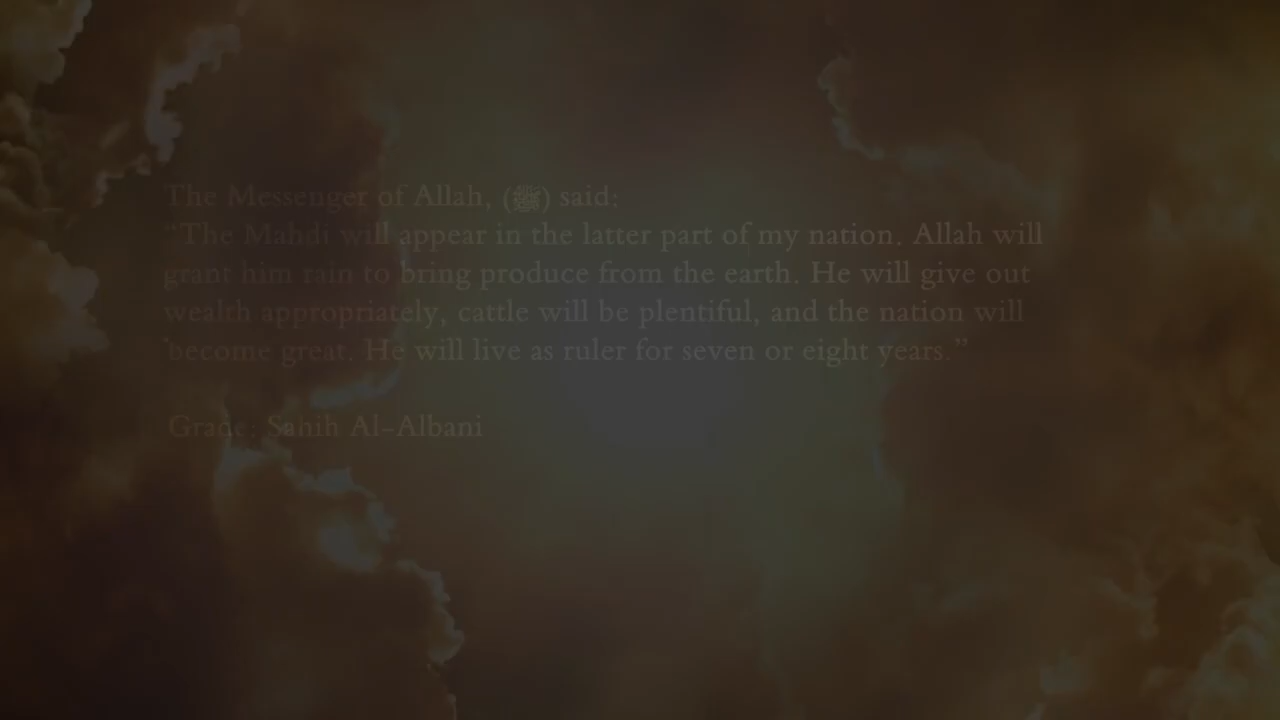 The Messenger of Allah, (ﷺ) said:
“The Mahdi will appear in the latter part of my nation. Allah will
grant him rain to bring produce from the earth. He will give out
wealth appropriately, cattle will be plentiful, and the nation will
become great. He will live as ruler for seven or eight years.”
Grade: Sahih Al-Albani